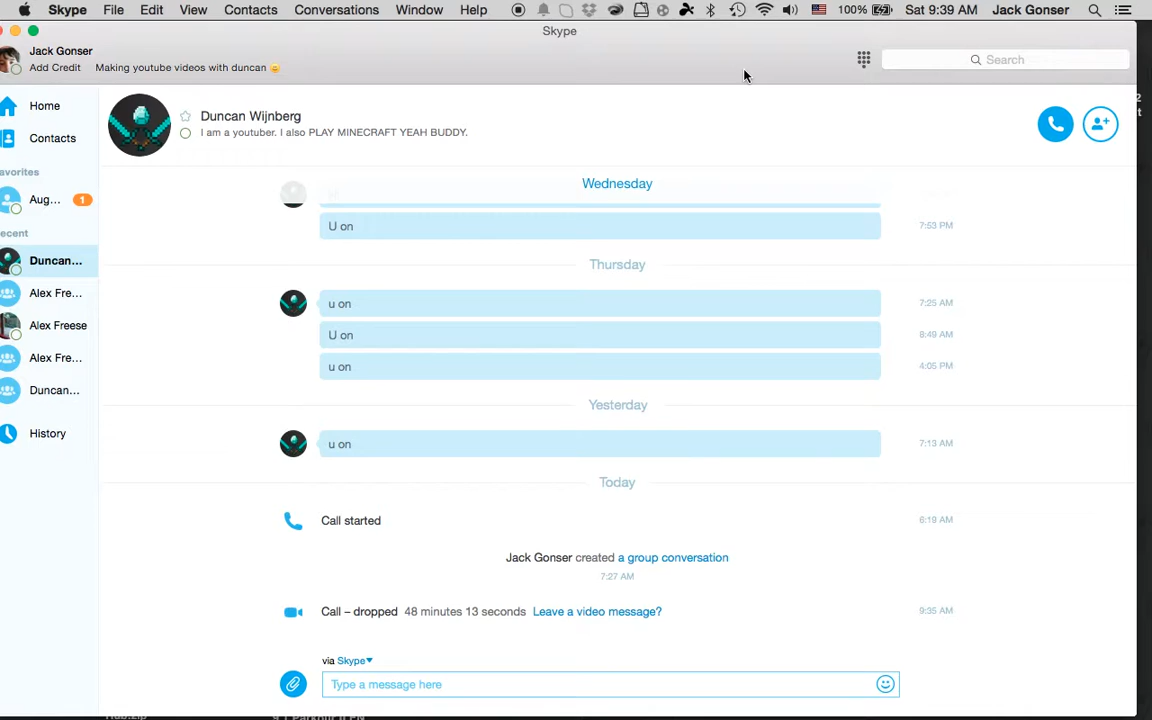 Skype File Edit View Contacts Conversations Window Help 100% Sat 9:39 AM Jack Gonser
Skype
Jack Gonser
Add Credit Making youtube videos with duncan
Search
Home
Contacts
avorites
Aug... 1
ecent
Duncan...
Alex Fre...
Alex Freese
Alex Fre...
Duncan...
History
Duncan Wijnberg
I am a youtuber. I also PLAY MINECRAFT YEAH BUDDY.
Wednesday
U on 7:53 PM
Thursday
u on 7:25 AM
U on 8:49 AM
u on 4:05 PM
Yesterday
u on 7:13 AM
Today
Call started 6:19 AM
Jack Gonser created a group conversation
7:27 AM
Call – dropped 48 minutes 13 seconds Leave a video message? 9:35 AM
via Skype
Type a message here